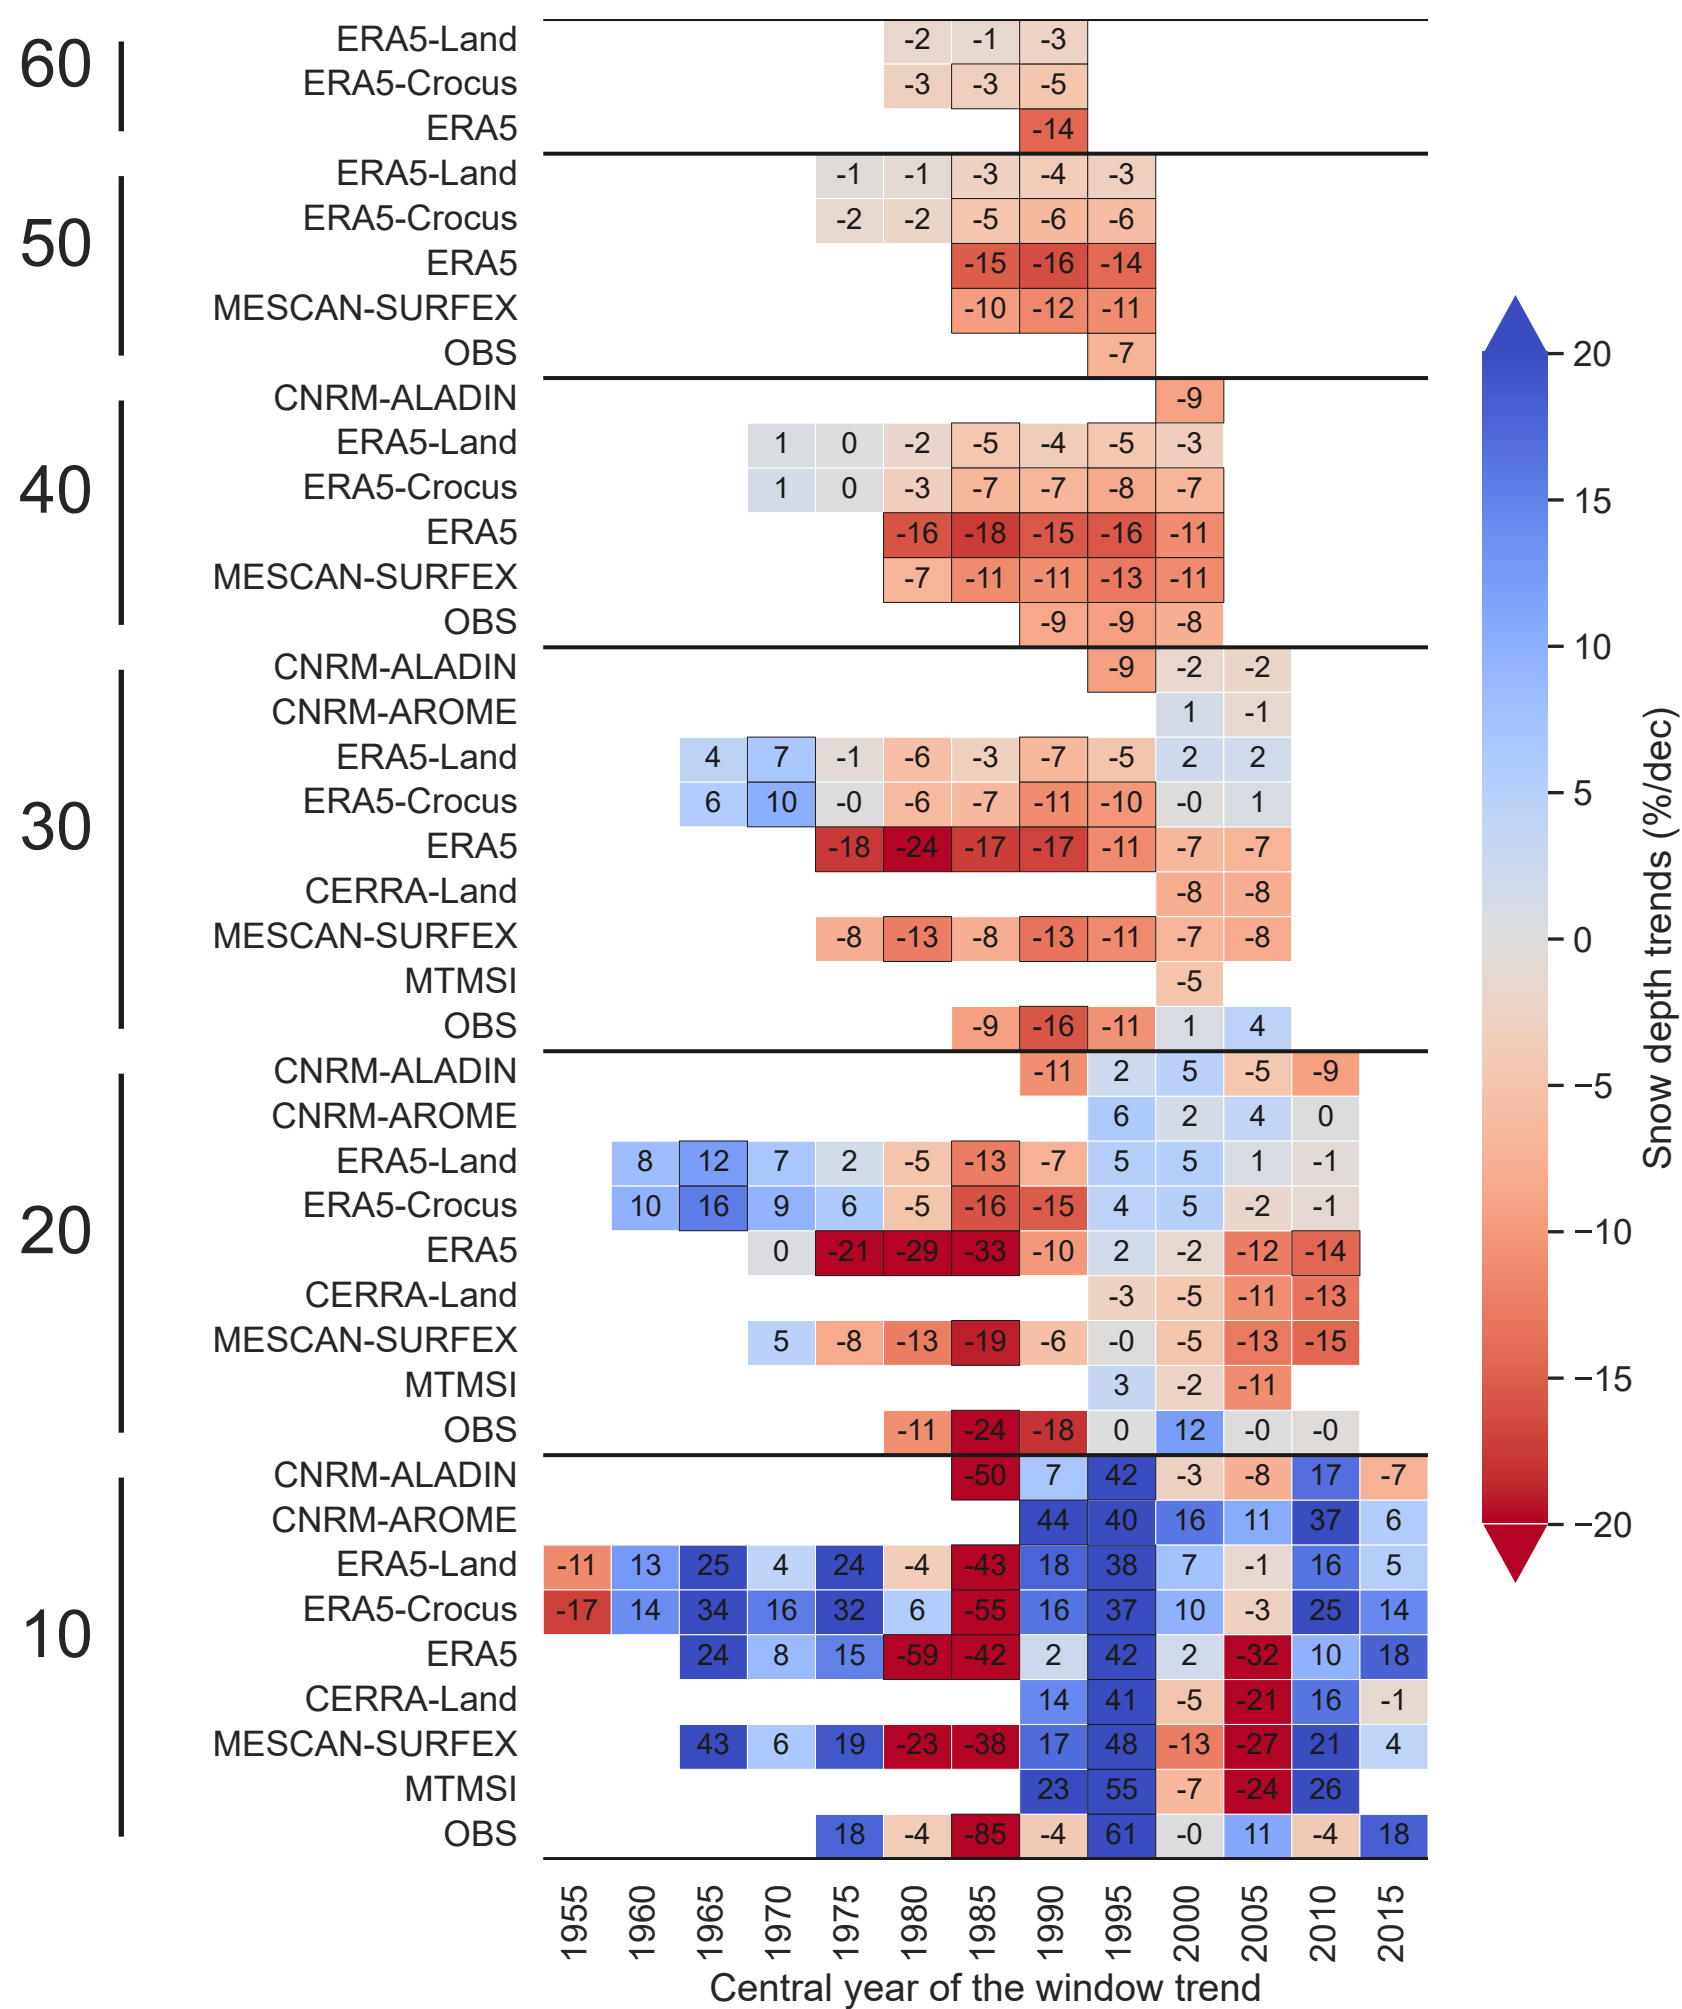 60
ERA5-Land -2 -1 -3
ERA5-Crocus -3 -3 -5
ERA5 -14
50
ERA5-Land -1 -1 -3 -4 -3
ERA5-Crocus -2 -2 -5 -6 -6
ERA5 -15 -16 -14
MESCAN-SURFEX -10 -12 -11
OBS -7
40
CNRM-ALADIN -9
ERA5-Land 1 0 -2 -5 -4 -5 -3
ERA5-Crocus 1 0 -3 -7 -7 -8 -7
ERA5 -16 -18 -15 -16 -11
MESCAN-SURFEX -7 -11 -11 -13 -11
OBS -9 -9 -8
30
CNRM-ALADIN -9 -2 -2
CNRM-AROME 1 -1
ERA5-Land 4 7 -1 -6 -3 -7 -5 2 2
ERA5-Crocus 6 10 -0 -6 -7 -11 -10 -0 1
ERA5 -18 -24 -17 -17 -11 -7 -7
CERRA-Land -8 -8
MESCAN-SURFEX -8 -13 -8 -13 -11 -7 -8
MTMSI -5
OBS -9 -16 -11 1 4
20
CNRM-ALADIN -11 2 5 -5 -9
CNRM-AROME 6 2 4 0
ERA5-Land 8 12 7 2 -5 -13 -7 5 5 1 -1
ERA5-Crocus 10 16 9 6 -5 -16 -15 4 5 -2 -1
ERA5 0 -21 -29 -33 -10 2 -2 -12 -14
CERRA-Land -3 -5 -11 -13
MESCAN-SURFEX 5 -8 -13 -19 -6 -0 -5 -13 -15
MTMSI 3 -2 -11
OBS -11 -24 -18 0 12 -0 -0
10
CNRM-ALADIN -50 7 42 -3 -8 17 -7
CNRM-AROME 44 40 16 11 37 6
ERA5-Land -11 13 25 4 24 -4 -43 18 38 7 -1 16 5
ERA5-Crocus -17 14 34 16 32 6 -55 16 37 10 -3 25 14
ERA5 24 8 15 -59 -42 2 42 2 -32 10 18
CERRA-Land 14 41 -5 -21 16 -1
MESCAN-SURFEX 43 6 19 -23 -38 17 48 -13 -27 21 4
MTMSI 23 55 -7 -24 26
OBS 18 -4 -85 -4 61 -0 11 -4 18
1955 1960 1965 1970 1975 1980 1985 1990 1995 2000 2005 2010 2015
Central year of the window trend
20
15
10
5
0
−5
−10
−15
−20
Snow depth trends (%/dec)